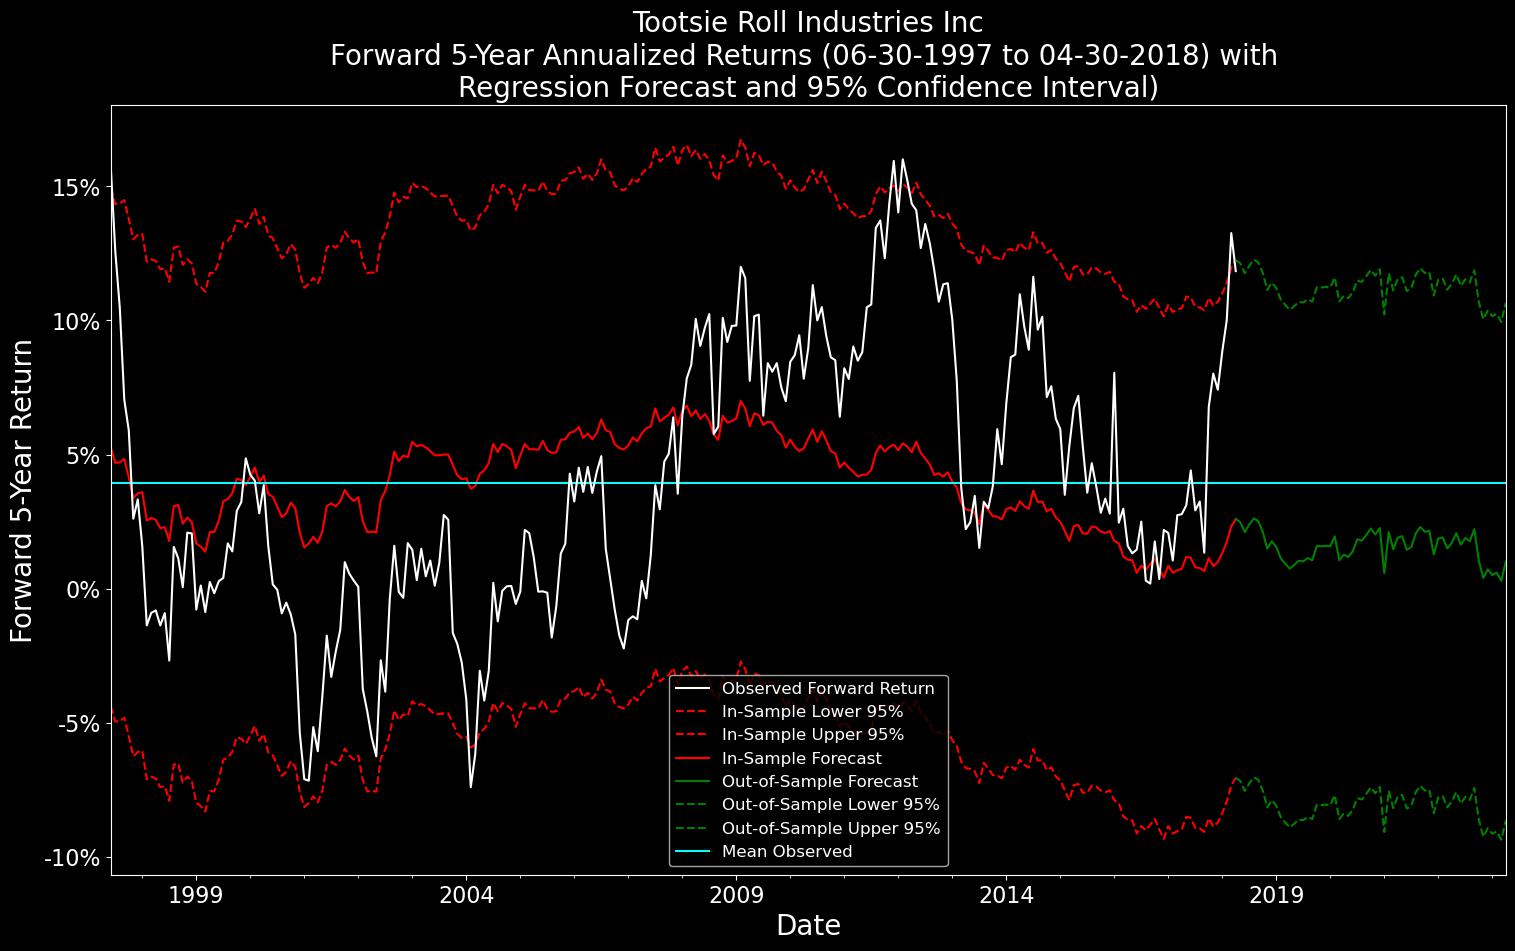 Tootsie Roll Industries Inc
Forward 5-Year Annualized Returns (06-30-1997 to 04-30-2018) with
Regression Forecast and 95% Confidence Interval)
Forward 5-Year Return
15%
10%
5%
0%
-5%
-10%
Observed Forward Return
In-Sample Lower 95%
In-Sample Upper 95%
In-Sample Forecast
Out-of-Sample Forecast
Out-of-Sample Lower 95%
Out-of-Sample Upper 95%
Mean Observed
1999
2004
2009
2014
2019
Date